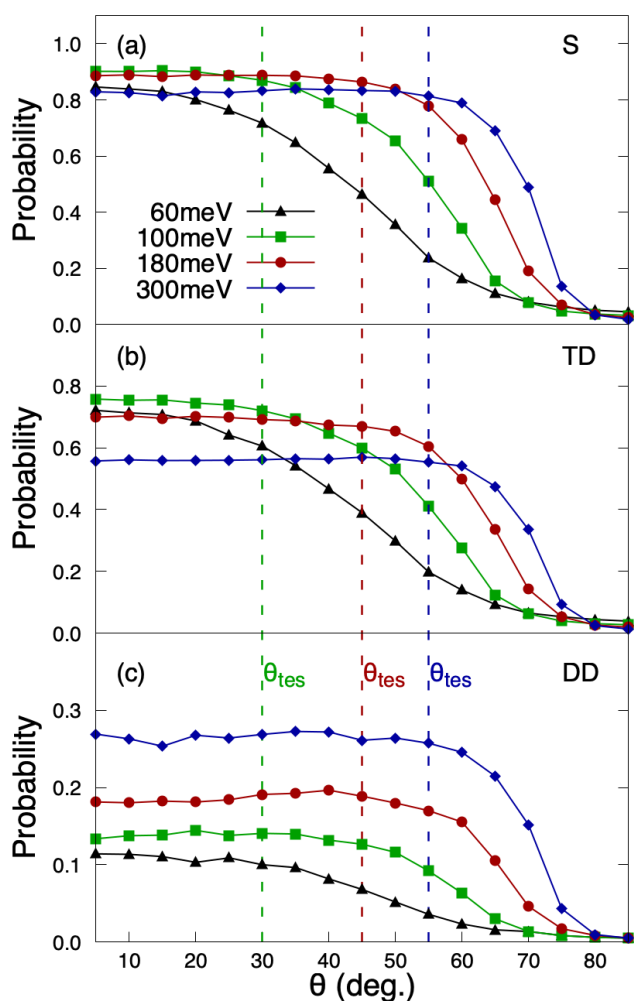 (a) S
1.0
0.8
0.6
0.4
0.2
0.0
Probability
60meV
100meV
180meV
300meV
(b) TD
0.8
0.6
0.4
0.2
0.0
Probability
(c) θtes θtes θtes DD
0.3
0.2
0.1
0.0
Probability
10 20 30 40 50 60 70 80
θ (deg.)